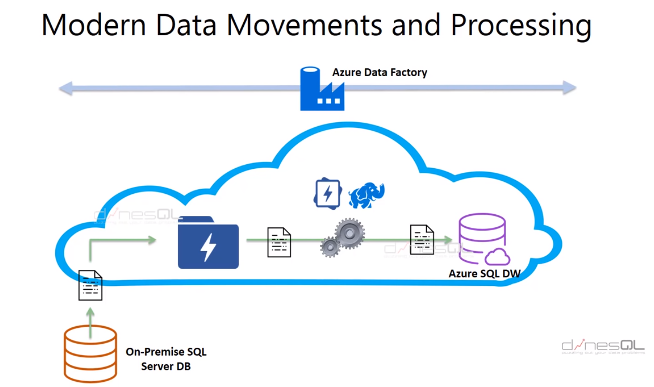 Modern Data Movements and Processing
Azure Data Factory
dinesQL
dinesQL
Azure SQL DW
On-Premise SQL
Server DB
dinesQL